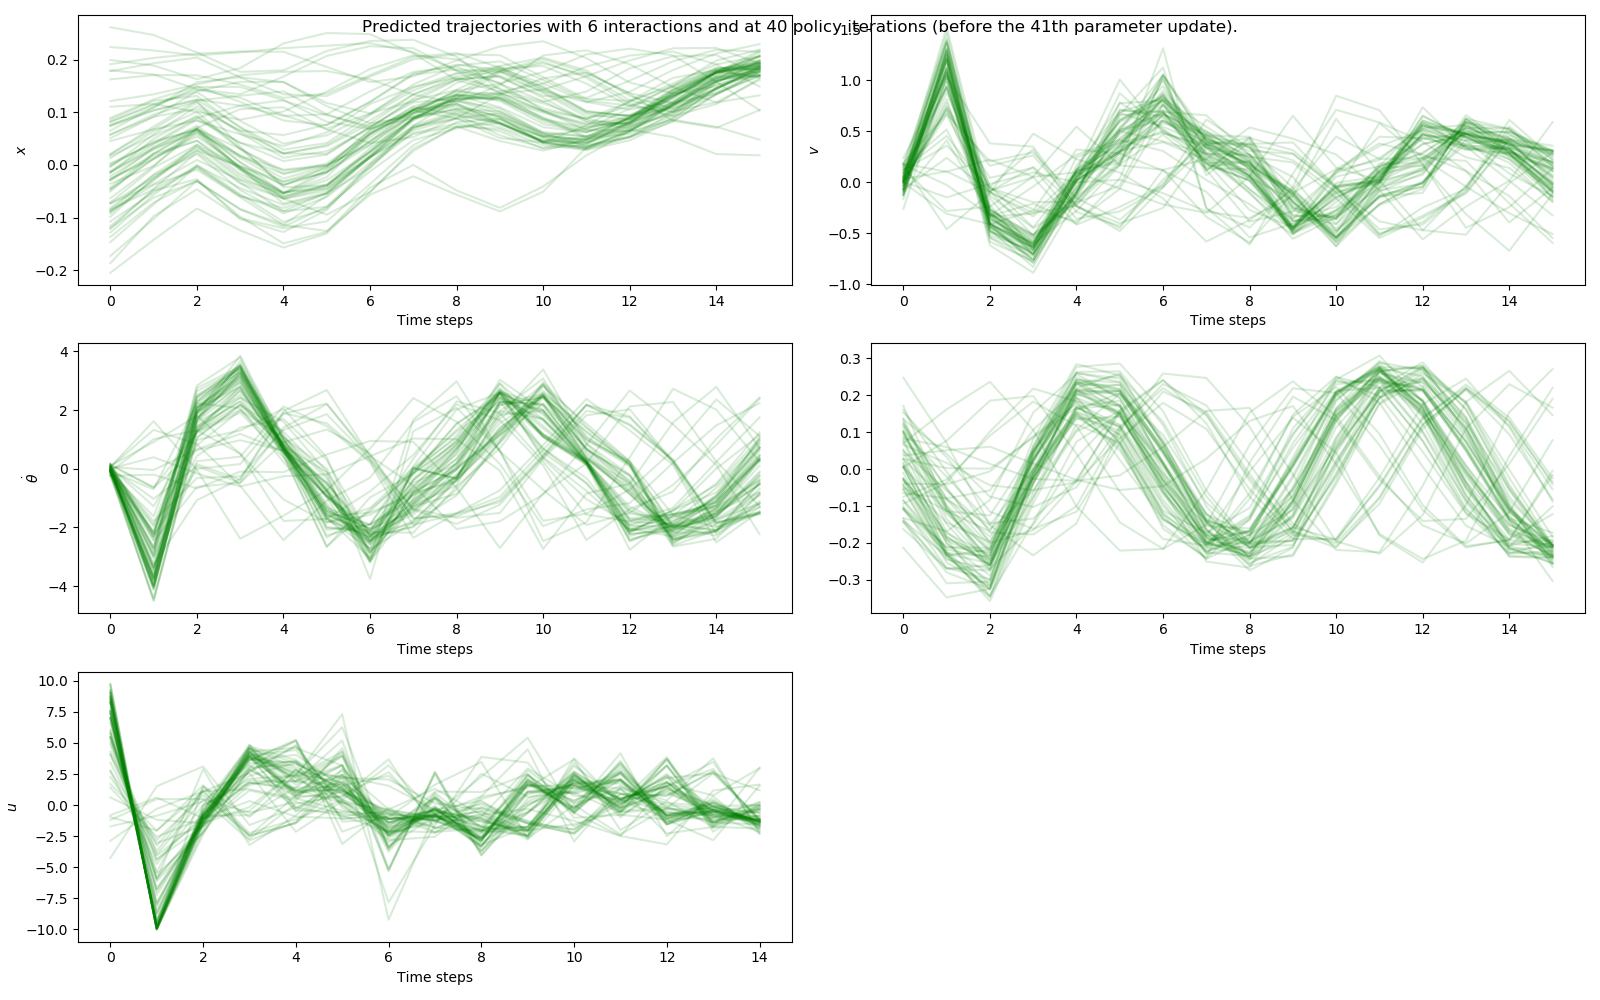 Predicted trajectories with 6 interactions and at 40 policy iterations (before the 41th parameter update).
0.2
0.1
0.0
−0.1
−0.2
x
0 2 4 6 8 10 12 14
Time steps
1.5
1.0
0.5
0.0
−0.5
−1.0
v
0 2 4 6 8 10 12 14
Time steps
4
2
0
−2
−4
θ̇
0 2 4 6 8 10 12 14
Time steps
0.3
0.2
0.1
0.0
−0.1
−0.2
−0.3
θ
0 2 4 6 8 10 12 14
Time steps
10.0
7.5
5.0
2.5
0.0
−2.5
−5.0
−7.5
−10.0
u
0 2 4 6 8 10 12 14
Time steps